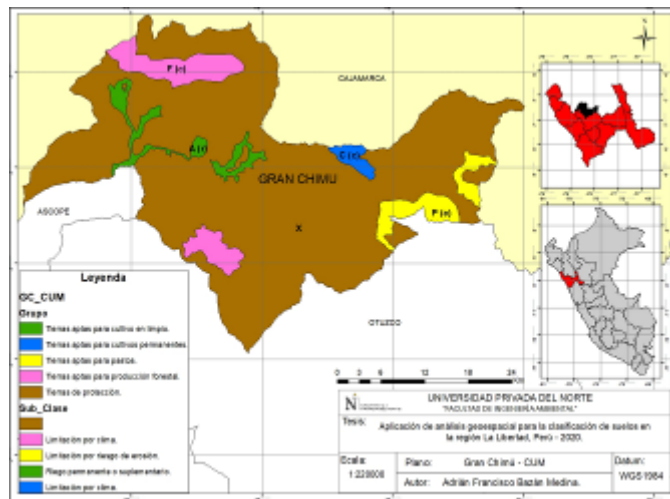 CAJAMARCA
F (c)
A (r)
C (c)
GRAN CHIMU
ASCOPE
P (e)
X
OTUZCO
Leyenda
GC_CUM
Grupo
Tierras aptas para cultivo en limpio.
Tierras aptas para cultivos permanentes.
Tierras aptas para pastos.
Tierras aptas para producción forestal.
Tierras de protección.
Sub_Clase
Limitación por clima.
Limitación por riesgo de erosión.
Riego permanente o suplementario.
Limitación por clima.
0 3 6 12 18 24
UNIVERSIDAD PRIVADA DEL NORTE
"FACULTAD DE INGENIERÍA AMBIENTAL"
Tesis: Aplicación de análisis geoespacial para la clasificación de suelos en
la región La Libertad, Perú - 2020.
Escala:
1:220000
Plano: Gran Chimú - CUM
Autor: Adrián Francisco Bazán Medina.
Datum:
WGS1984